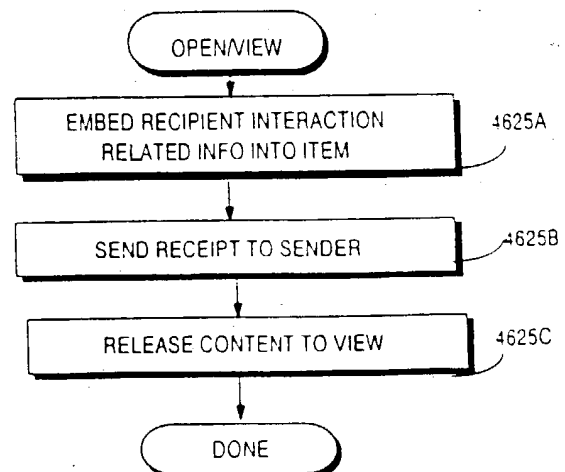 OPEN/VIEW
EMBED RECIPIENT INTERACTION
RELATED INFO INTO ITEM
4625A
SEND RECEIPT TO SENDER
4625B
RELEASE CONTENT TO VIEW
4625C
DONE